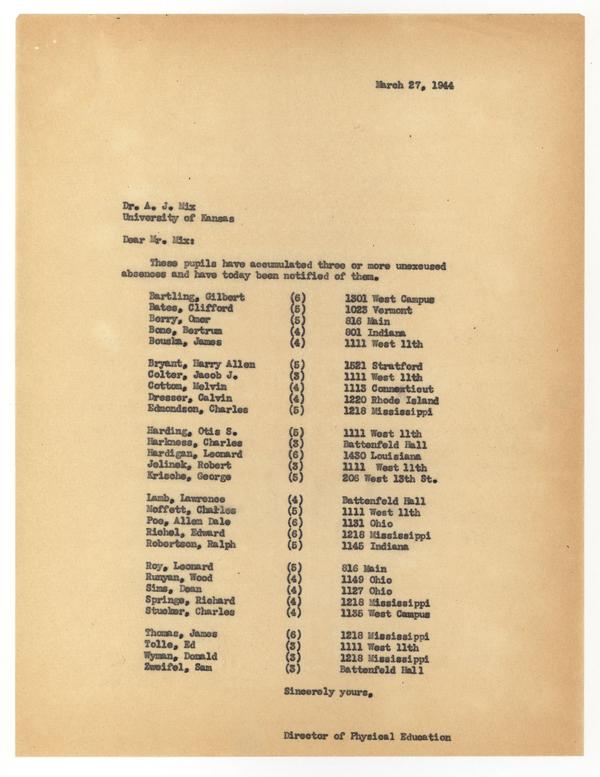 March 27, 1944
Dr. A. J. Mix
University of Kansas
Dear Mr. Mix:
These pupils have accumulated three or more unexcused
absences and have today been notified of them.
Bartling, Gilbert (6) 1301 West Campus
Bates, Clifford (5) 1023 Vermont
Berry, Omer (5) 816 Main
Bone, Bertrum (4) 801 Indiana
Bouska, James (4) 1111 West 11th
Bryant, Harry Allen (5) 1521 Stratford
Colter, Jacob J. (3) 1111 West 11th
Cottom, Melvin (4) 1113 Connecticut
Dresser, Calvin (4) 1220 Rhode Island
Edmondson, Charles (5) 1218 Mississippi
Harding, Otis S. (5) 1111 West 11th
Harkness, Charles (3) Battenfeld Hall
Hardigan, Leonard (6) 1430 Louisiana
Jelinek, Robert (3) 1111 West 11th
Krische, George (5) 206 West 13th St.
Lamb, Lawrence (4) Battenfeld Hall
Moffett, Charles (5) 1111 West 11th
Poe, Allen Dale (6) 1131 Ohio
Richel, Edward (6) 1218 Mississippi
Robertson, Ralph (5) 1145 Indiana
Roy, Leonard (5) 816 Main
Runyan, Wood (4) 1149 Ohio
Sims, Dean (4) 1127 Ohio
Springe, Richard (4) 1218 Mississippi
Stucker, Charles (4) 1135 West Campus
Thomas, James (6) 1218 Mississippi
Tolle, Ed (3) 1111 West 11th
Wyman, Donald (3) 1218 Mississippi
Zweifel, Sam (3) Battenfeld Hall
Sincerely yours,
Director of Physical Education